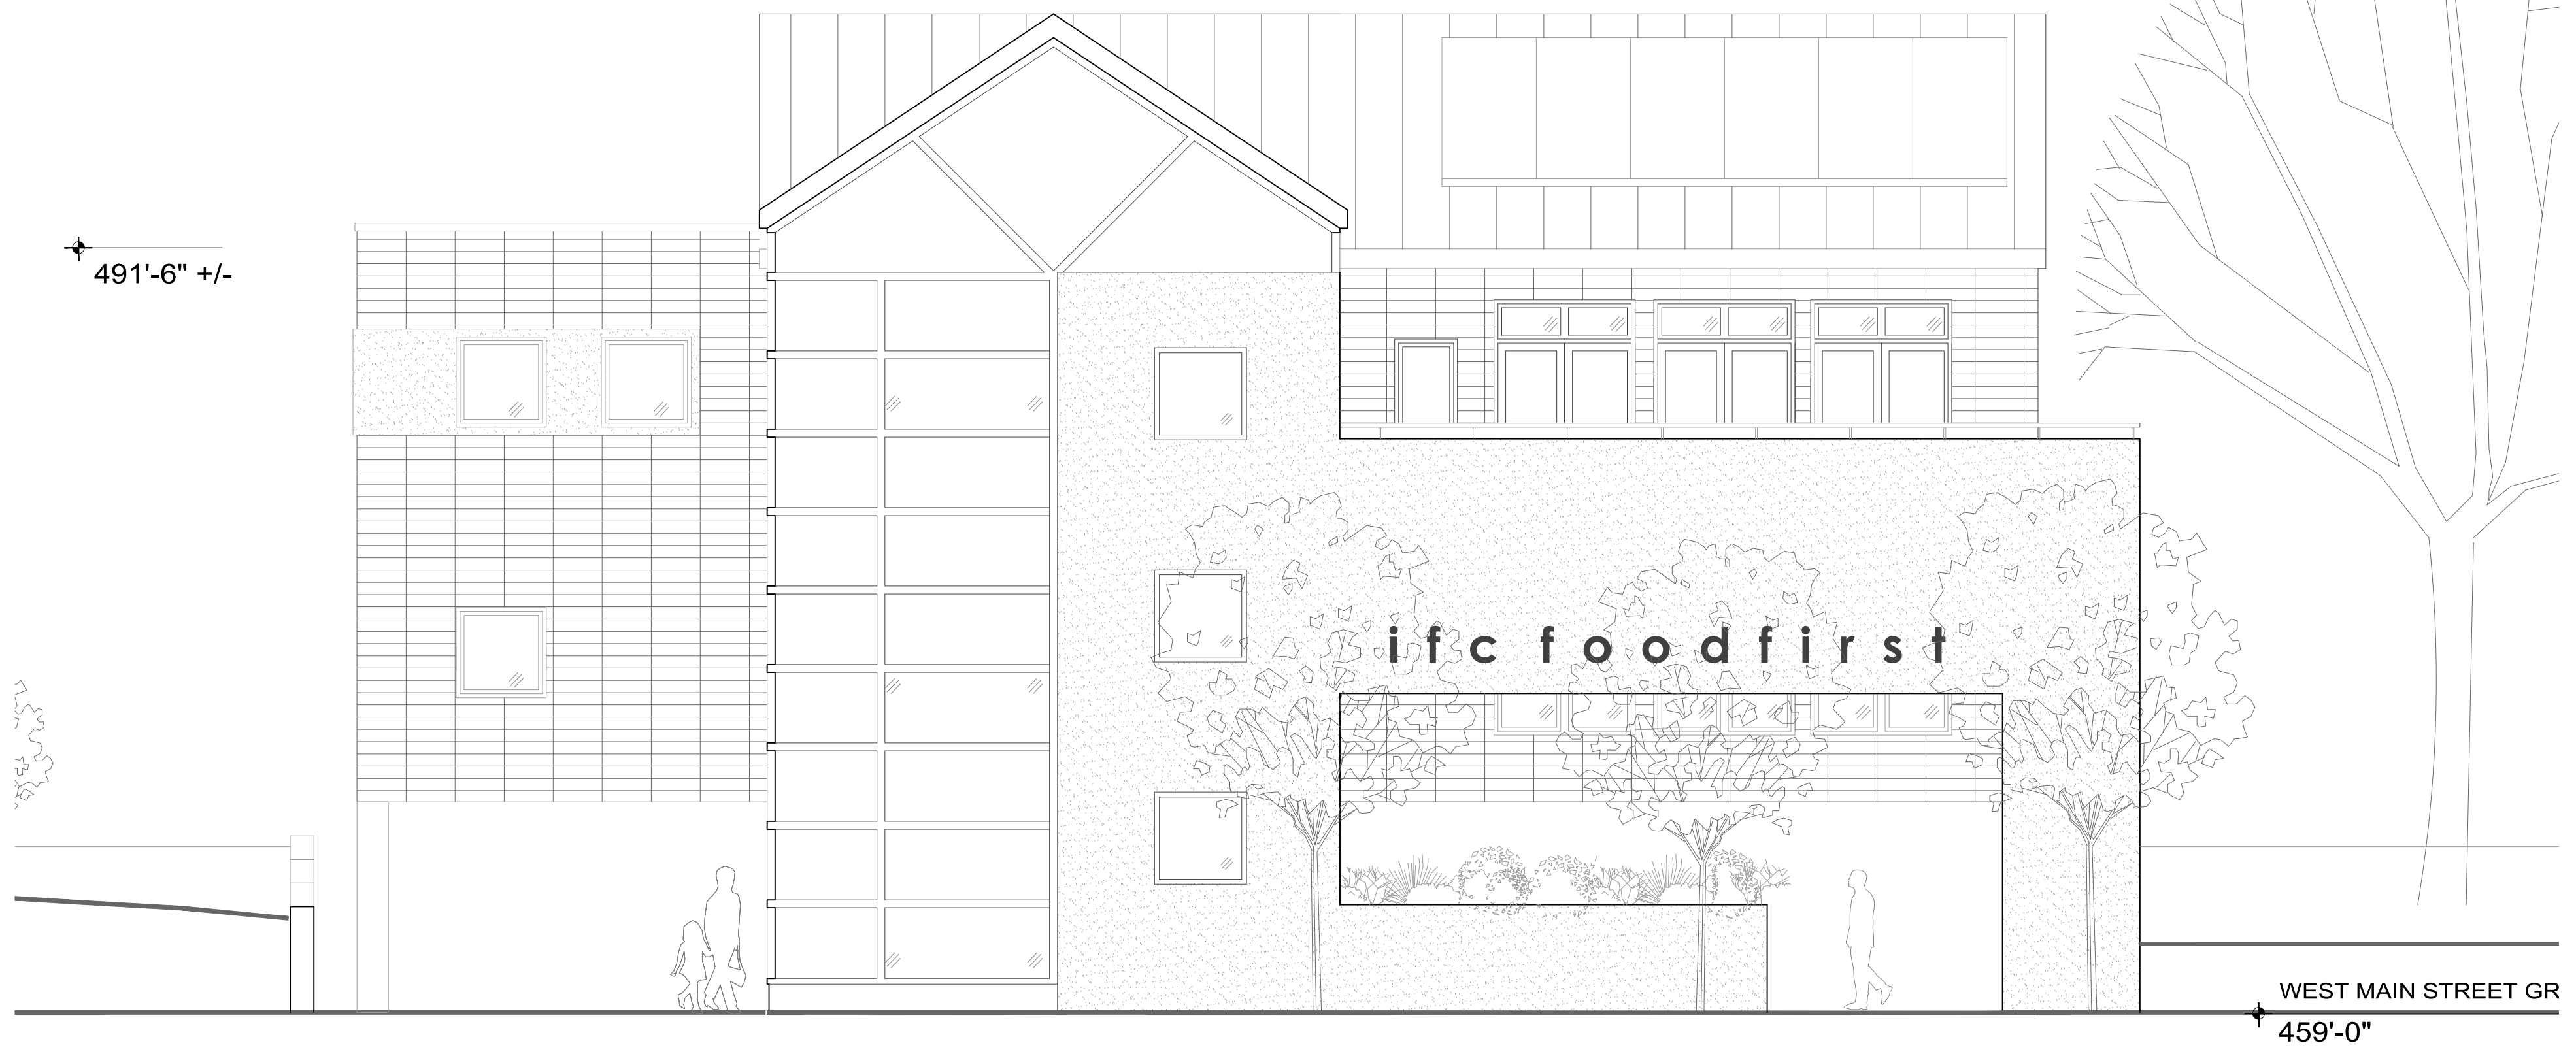 491'-6" +/-
ifc foodfirst
WEST MAIN STREET GR
459'-0"